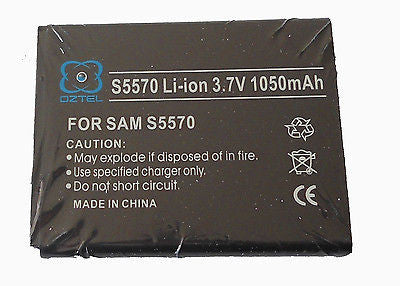 OZTEL
S5570 Li-ion 3.7V 1050mAh
FOR SAM S5570
CAUTION:
•May explode if disposed of in fire.
•Use specified charger only.
•Do not short circuit.
MADE IN CHINA
CE